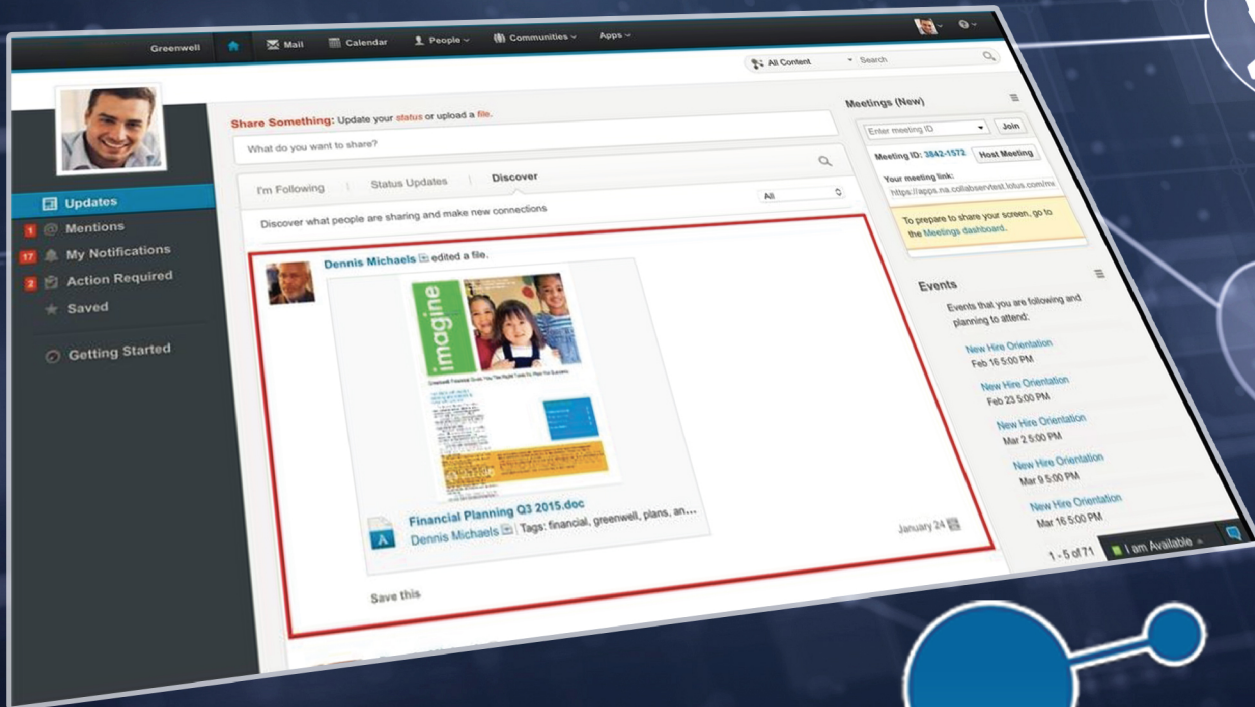 Greenwell
Mail
Calendar
People
Communities
Apps
All Content
Search
Updates
1
@ Mentions
17
My Notifications
2
Action Required
Saved
Getting Started
Share Something: Update your status or upload a file.
What do you want to share?
I'm Following
Status Updates
Discover
Discover what people are sharing and make new connections
All
Dennis Michaels edited a file.
imagine
Financial Planning Q3 2015.doc
Dennis Michaels | Tags: financial, greenwell, plans, an...
January 24
Save this
Meetings (New)
Enter meeting ID
Join
Meeting ID: 3842-1572
Host Meeting
Your meeting link:
https://apps.na.collabservtest.lotus.com/me
To prepare to share your screen, go to
the Meetings dashboard.
Events
Events that you are following and
planning to attend:
New Hire Orientation
Feb 16 5:00 PM
New Hire Orientation
Feb 23 5:00 PM
New Hire Orientation
Mar 2 5:00 PM
New Hire Orientation
Mar 9 5:00 PM
New Hire Orientation
Mar 16 5:00 PM
1 - 5 of 71
I am Available